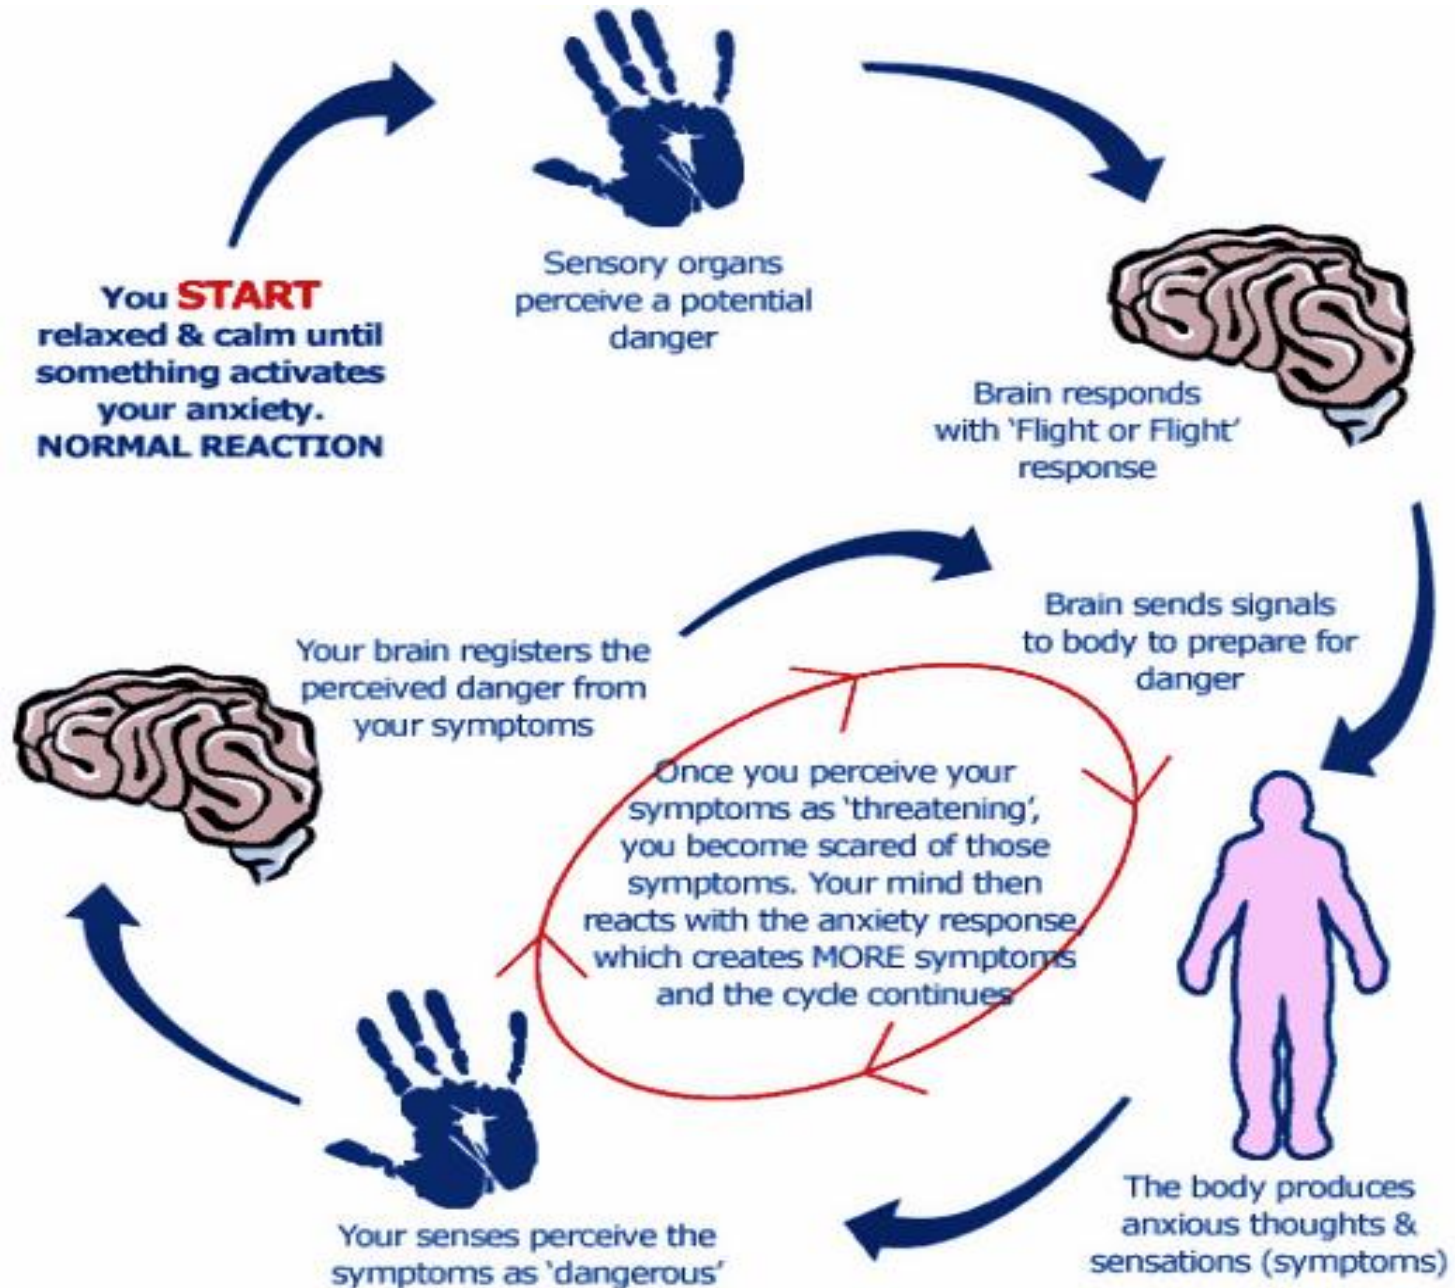 You START
relaxed & calm until
something activates
your anxiety.
NORMAL REACTION
Sensory organs
perceive a potential
danger
Brain responds
with ‘Flight or Flight’
response
Brain sends signals
to body to prepare for
danger
The body produces
anxious thoughts &
sensations (symptoms)
Your senses perceive the
symptoms as ‘dangerous’
Your brain registers the
perceived danger from
your symptoms
Once you perceive your
symptoms as ‘threatening’,
you become scared of those
symptoms. Your mind then
reacts with the anxiety response,
which creates MORE symptoms
and the cycle continues